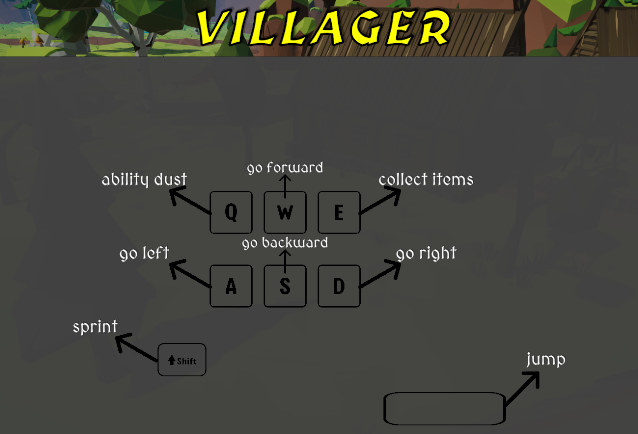 VILLAGER
go forward
ability dust
collect items
Q W E
go backward
go left
go right
A S D
sprint
Shift
jump